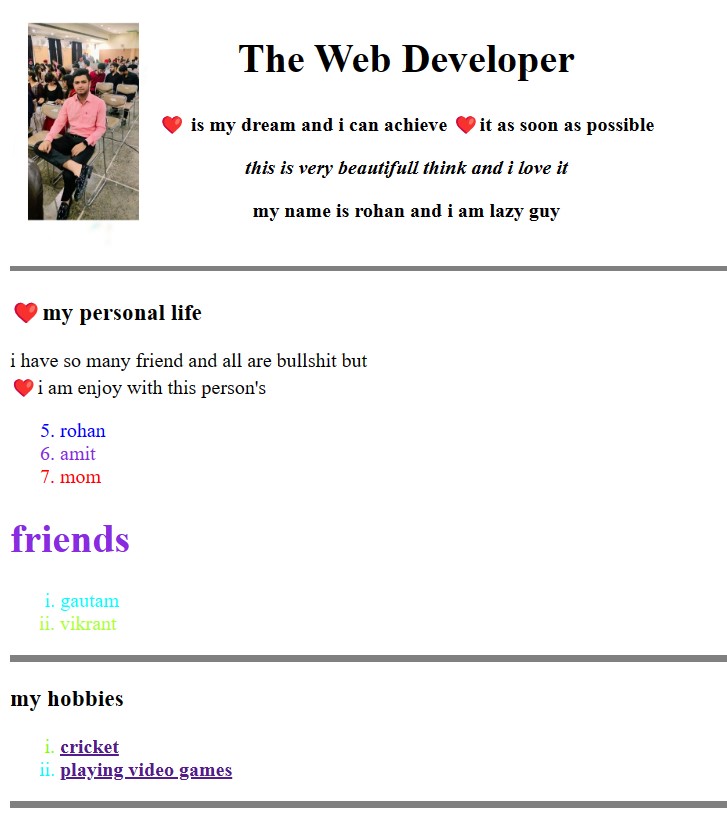 The Web Developer
❤️ is my dream and i can achieve ❤️it as soon as possible
this is very beautifull think and i love it
my name is rohan and i am lazy guy
❤️my personal life
i have so many friend and all are bullshit but
❤️i am enjoy with this person's
5. rohan
6. amit
7. mom
friends
i. gautam
ii. vikrant
my hobbies
i. cricket
ii. playing video games